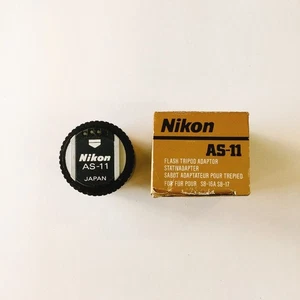 Nikon
AS-11
JAPAN
Nikon
AS-11
FLASH TRIPOD ADAPTOR
STATIVADAPTER
SABOT ADAPTATEUR POUR TREPIED
FOR FÜR POUR SB-16A SB-17